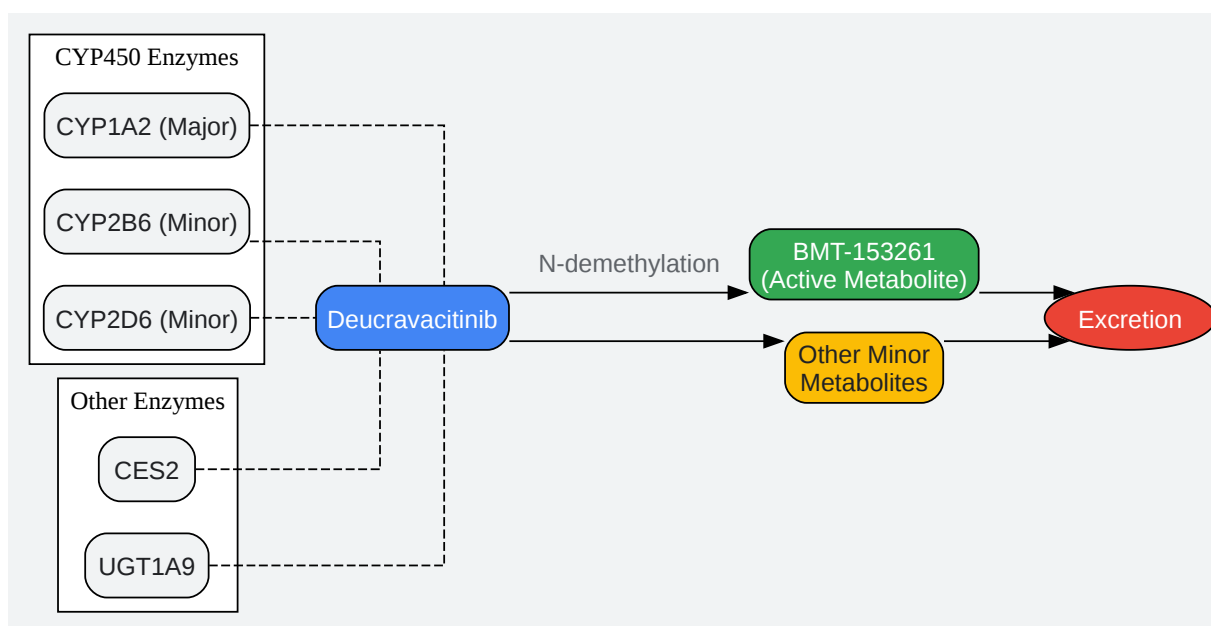 CYP450 Enzymes
CYP1A2 (Major)
CYP2B6 (Minor)
CYP2D6 (Minor)
Other Enzymes
CES2
UGT1A9
Deucravacitinib
N-demethylation
BMT-153261
(Active Metabolite)
Other Minor
Metabolites
Excretion